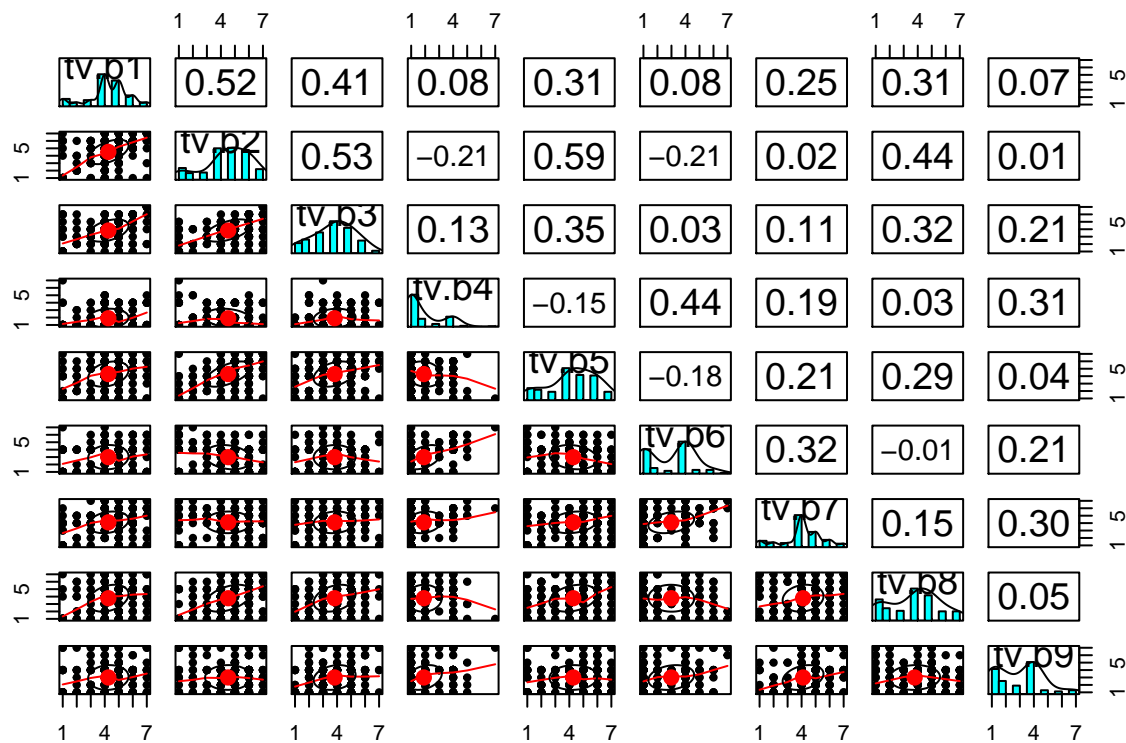 1 4 7 1 4 7 1 4 7 1 4 7
tv.b1 0.52 0.41 0.08 0.31 0.08 0.25 0.31 0.07 1 5
1 5 tv.b2 0.53 −0.21 0.59 −0.21 0.02 0.44 0.01
tv.b3 0.13 0.35 0.03 0.11 0.32 0.21 1 5
1 5 tv.b4 −0.15 0.44 0.19 0.03 0.31
tv.b5 −0.18 0.21 0.29 0.04 1 5
1 5 tv.b6 0.32 −0.01 0.21
tv.b7 0.15 0.30 1 5
1 5 tv.b8 0.05
tv.b9 1 5
1 4 7 1 4 7 1 4 7 1 4 7 1 4 7